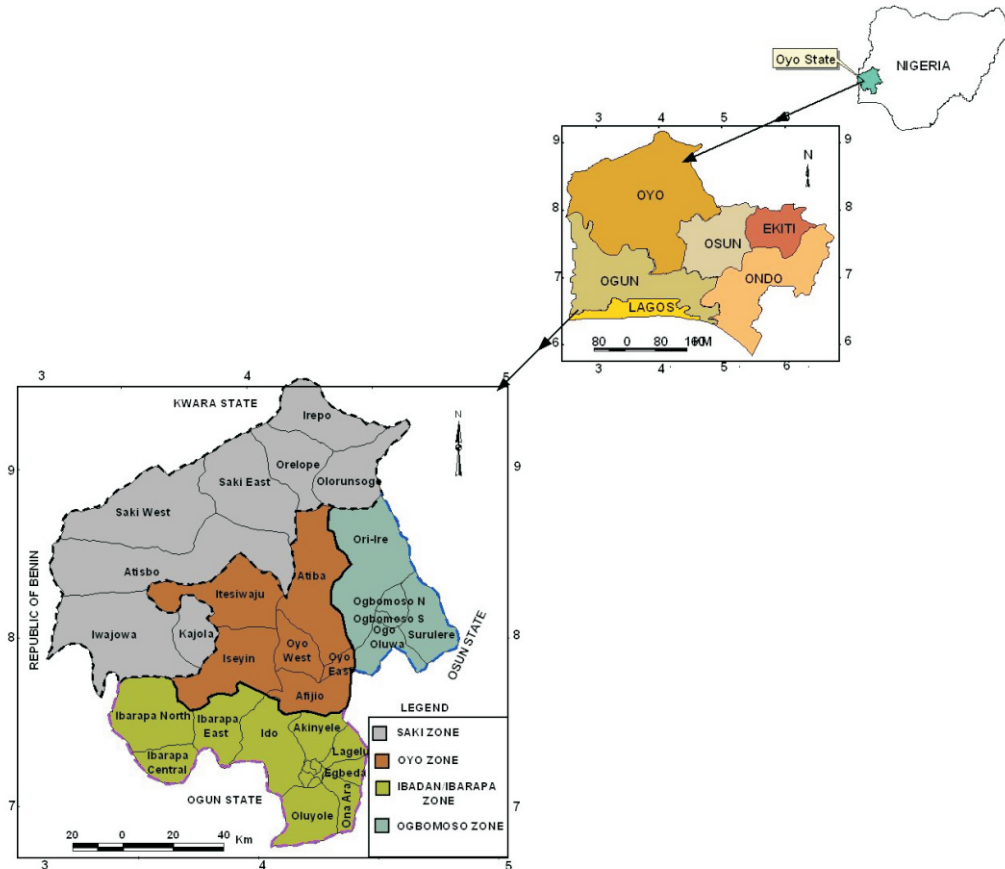 Oyo State
NIGERIA
3 4 5 6
9
8
7
6
9
8
7
6
N
OYO
OSUN
EKITI
OGUN
ONDO
LAGOS
80 0 80
M
3 4 5 6
3 4 5
KWARA STATE
N
Irepo
9
9
Orelope
Saki East
Olorunsogo
Saki West
Ori-Ire
REPUBLIC OF BENIN
Atisbo
Atiba
Itesiwaju
Ogbomoso N
Ogbomoso S
Ogo
Oluwa
Surulere
8
8
Iwajowa
Kajola
Iseyin
Oyo
West
Oyo
East
OSUN STATE
Afijio
LEGEND
Ibarapa North
Ibarapa
East
Ido
Akinyele
SAKI ZONE
Lagelu
OYO ZONE
Ibarapa
Central
Egbeda
IBADAN/IBARAPA
ZONE
OGUN STATE
7
7
Oluyole
Ona Ara
OGBOMOSO ZONE
20 0 20 40
Km
3 4 5